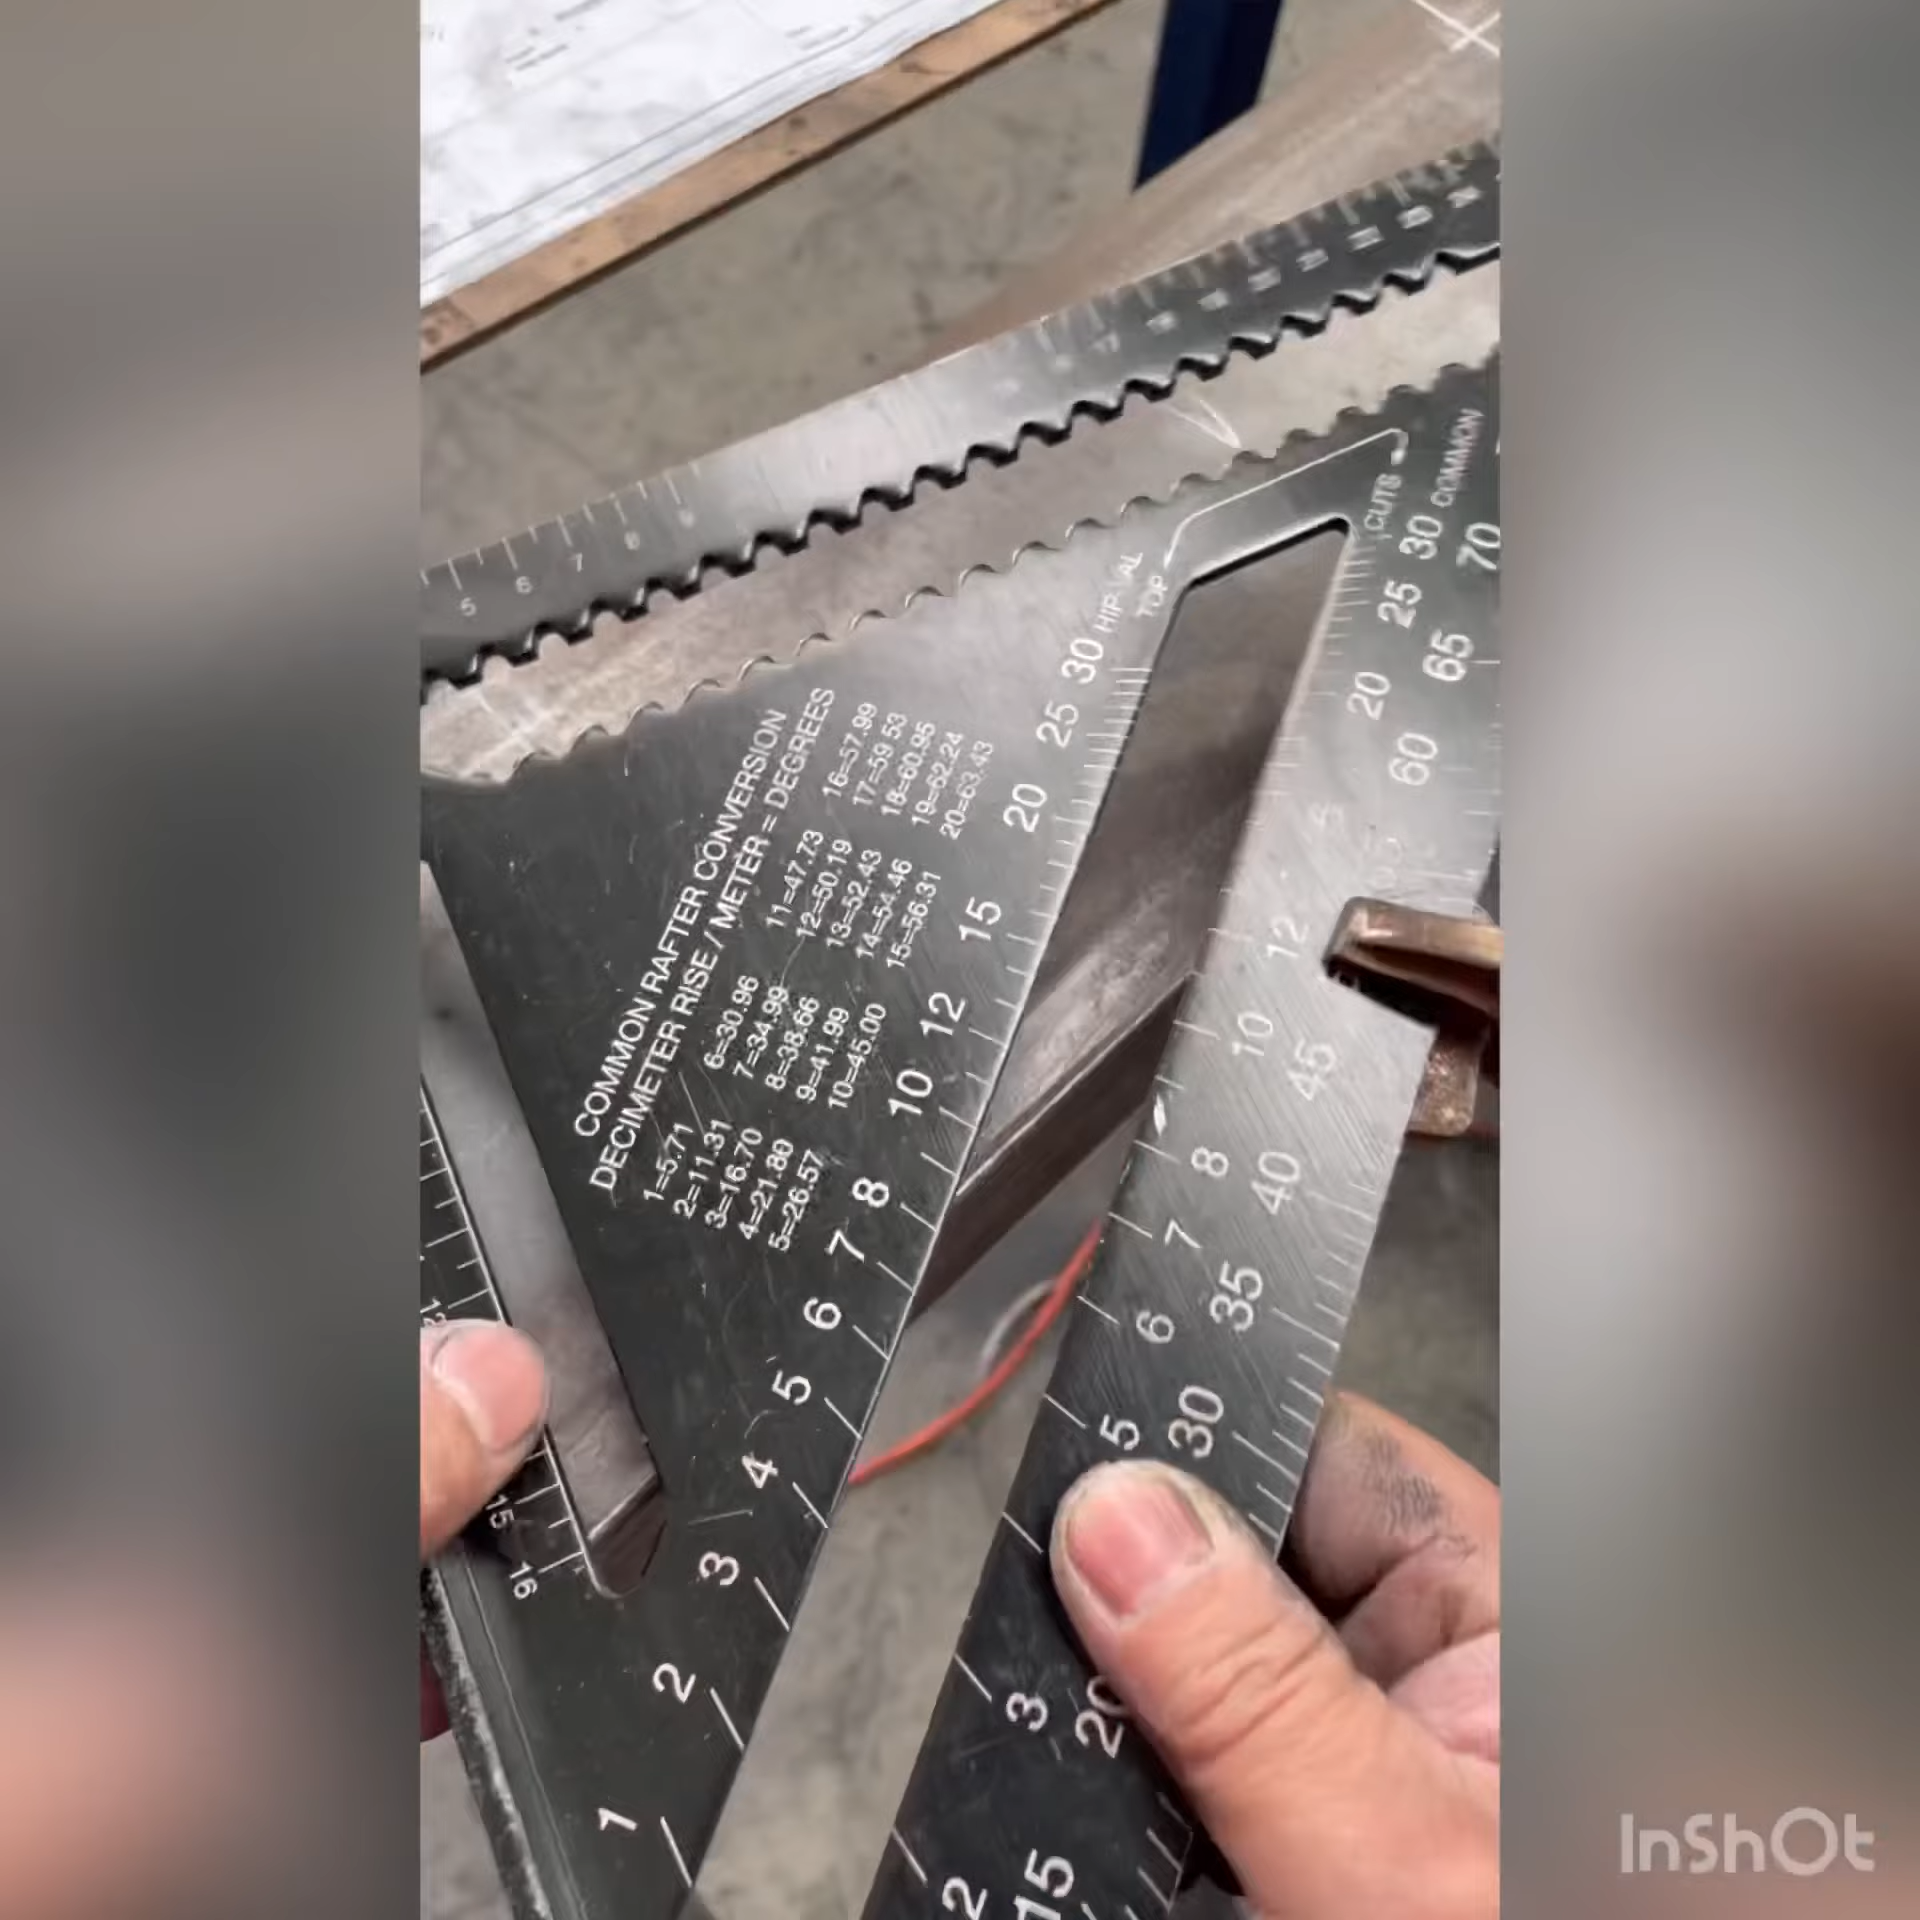 5 6 7 8 9
17
COMMON RAFTER CONVERSION
DECIMETER RISE / METER = DEGREES
1=5.71 6=30.96 11=47.73 16=57.99
2=11.31 7=34.99 12=50.19 17=59.53
3=16.70 8=38.66 13=52.43 18=60.95
4=21.80 9=41.99 14=54.46 19=62.24
5=26.57 10=45.00 15=56.31 20=63.43
1 2 3 4 5 6 7 8 10 12 15 20 25 30 HIP-VAL
TOP CUTS
2 3 5 6 7 8 10 12 20 25 30 COMMON
15 20 30 35 40 45 60 65 70
15 16
InShOt